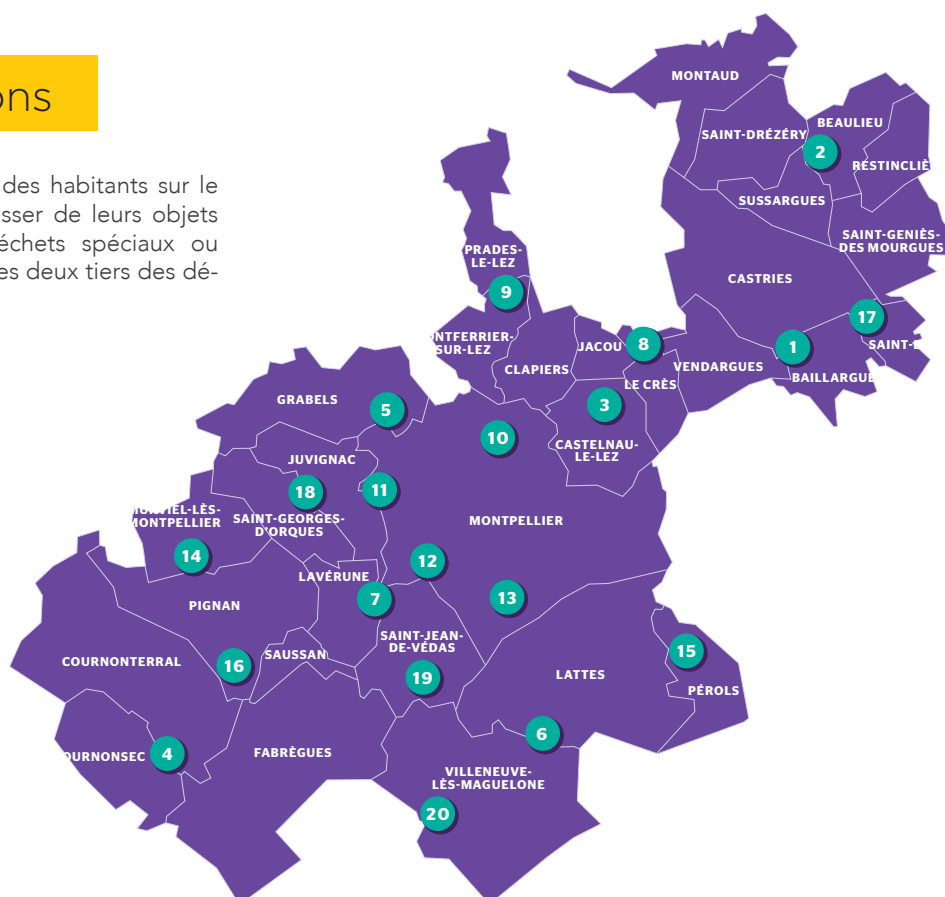 ons
des habitants sur le
sser de leurs objets
échets spéciaux ou
es deux tiers des dé-
MONTAUD
SAINT-DRÉZÉRY
BEAULIEU
2
RESTINCLIÈ
SUSSARGUES
SAINT-GENIÈS-
DES MOURGUES
PRADES-
LE-LEZ
CASTRIES
9
17
NTFERRIER-
SUR-LEZ
JACOU
8
1
SAINT-
CLAPIERS
VENDARGUES
BAILLARGUE
LE CRÈS
GRABELS
5
3
10
CASTELNAU-
LE-LEZ
JUVIGNAC
18
11
TIEL-LÈS-
MONTPELLIER
SAINT-GEORGES-
D'ORQUES
MONTPELLIER
14
12
LAVÉRUNE
7
13
PIGNAN
SAINT-JEAN-
DE-VÉDAS
SAUSSAN
COURNONTERRAL
16
19
LATTES
15
PÉROLS
6
OURNONSEC
4
FABRÈGUES
VILLENEUVE-
LÈS-MAGUELONE
20